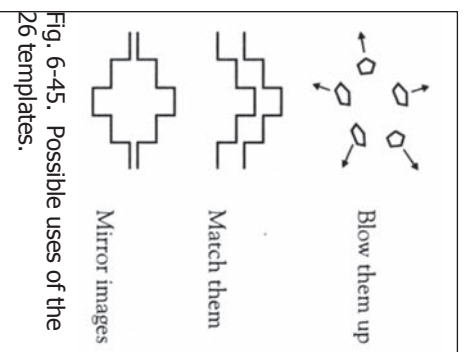 Blow them up
Match them
Mirror images
Fig. 6-45.  Possible uses of the
26 templates.